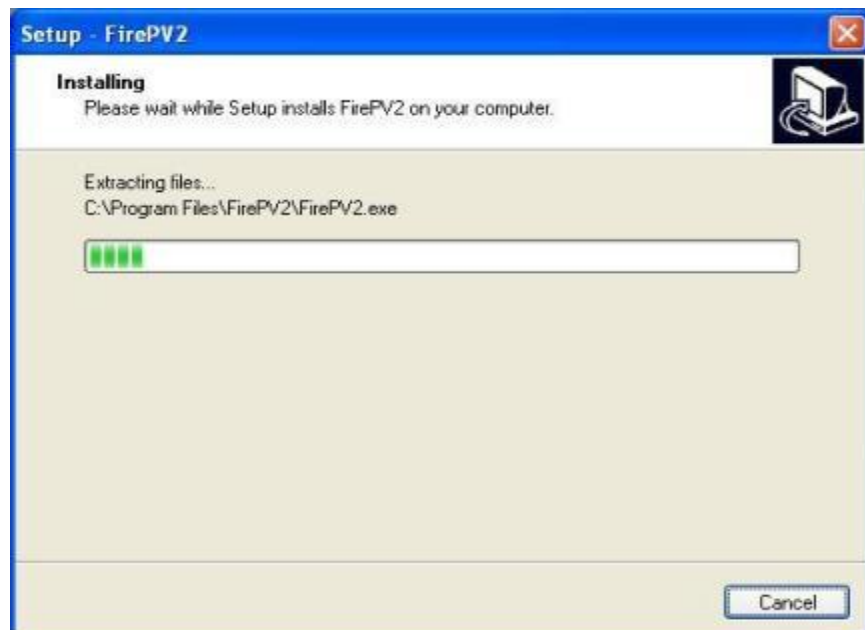 Setup - FirePV2
Installing
Please wait while Setup installs FirePV2 on your computer.
Extracting files...
C:\Program Files\FirePV2\FirePV2.exe
Cancel